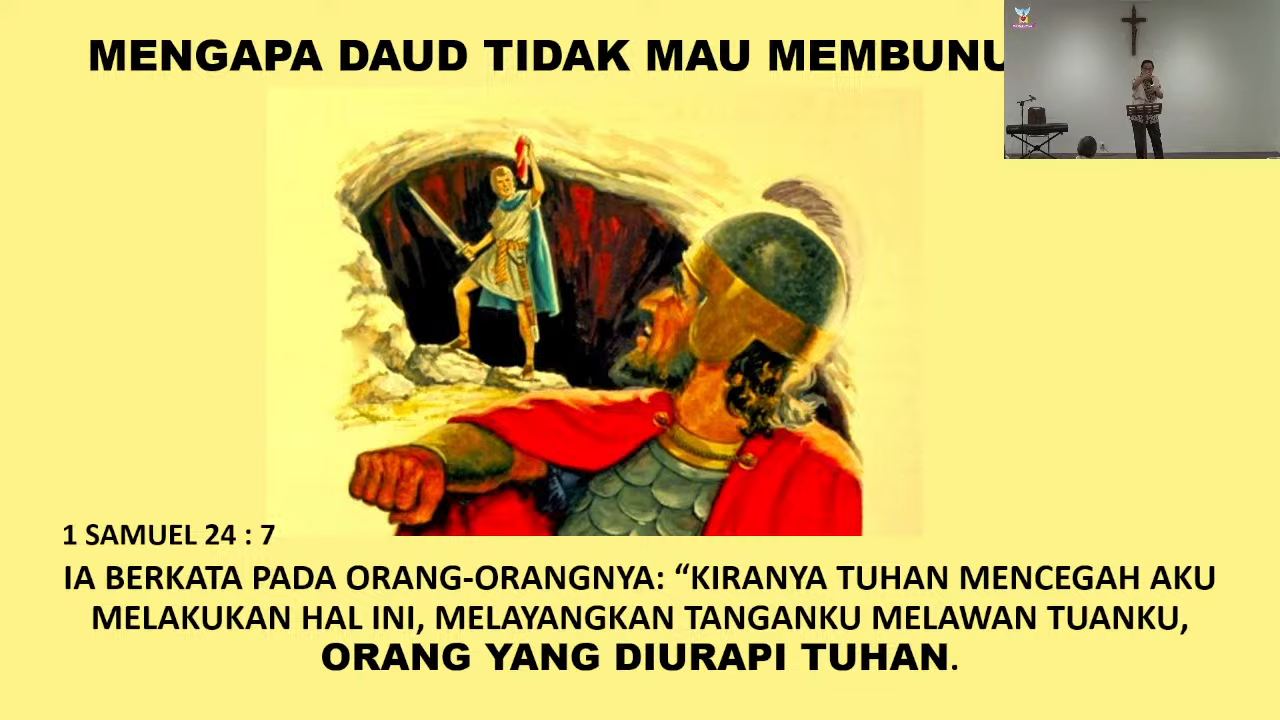 MENGAPA DAUD TIDAK MAU
1 SAMUEL 24 : 7
IA BERKATA PADA ORANG-ORANGNYA: “KIRANYA TUHAN MENCEGAH AKU
MELAKUKAN HAL INI, MELAYANGKAN TANGANKU MELAWAN TUANKU,
ORANG YANG DIURAPI TUHAN.